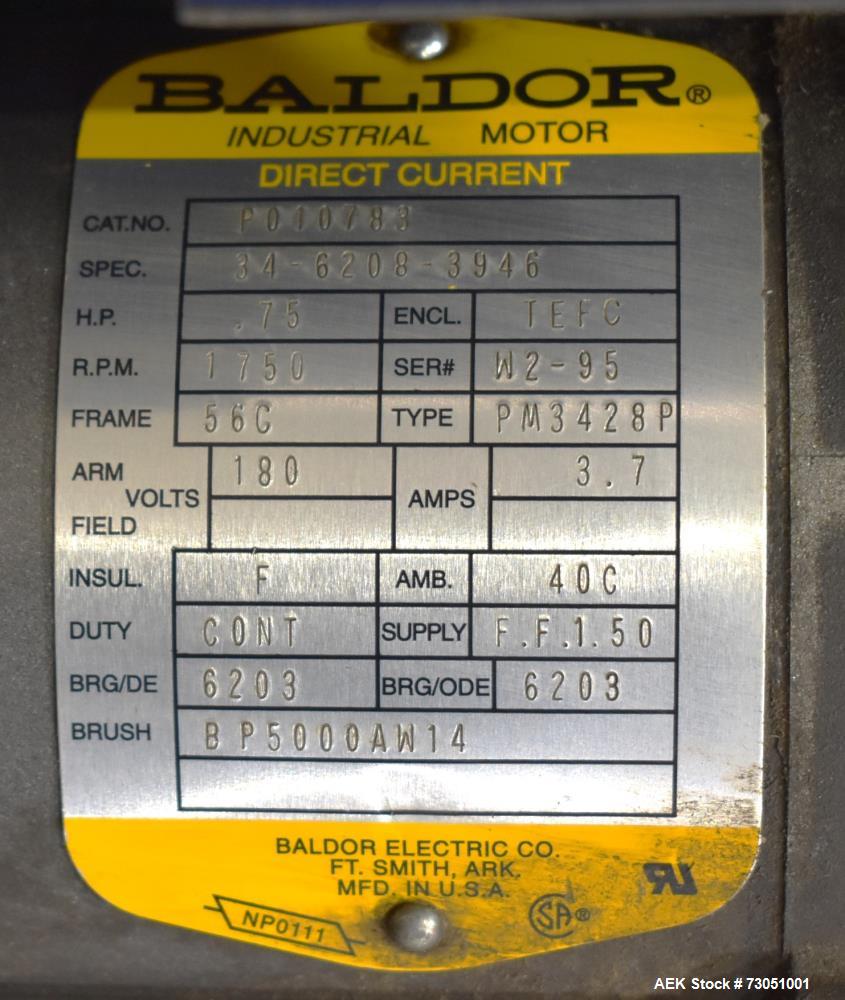 BALDOR®
INDUSTRIAL MOTOR
DIRECT CURRENT
CAT.NO. P010783
SPEC. 34-6208-3946
H.P. .75 ENCL. TEFC
R.P.M. 1750 SER# W2-95
FRAME 56C TYPE PM3428P
ARM 180 3.7
VOLTS AMPS
FIELD
INSUL. F AMB. 40C
DUTY CONT SUPPLY F.F.1.50
BRG/DE 6203 BRG/ODE 6203
BRUSH BP5000AW14
BALDOR ELECTRIC CO.
FT. SMITH, ARK.
MFD. IN U.S.A.
NP0111
SA®
RU
AEK Stock # 73051001